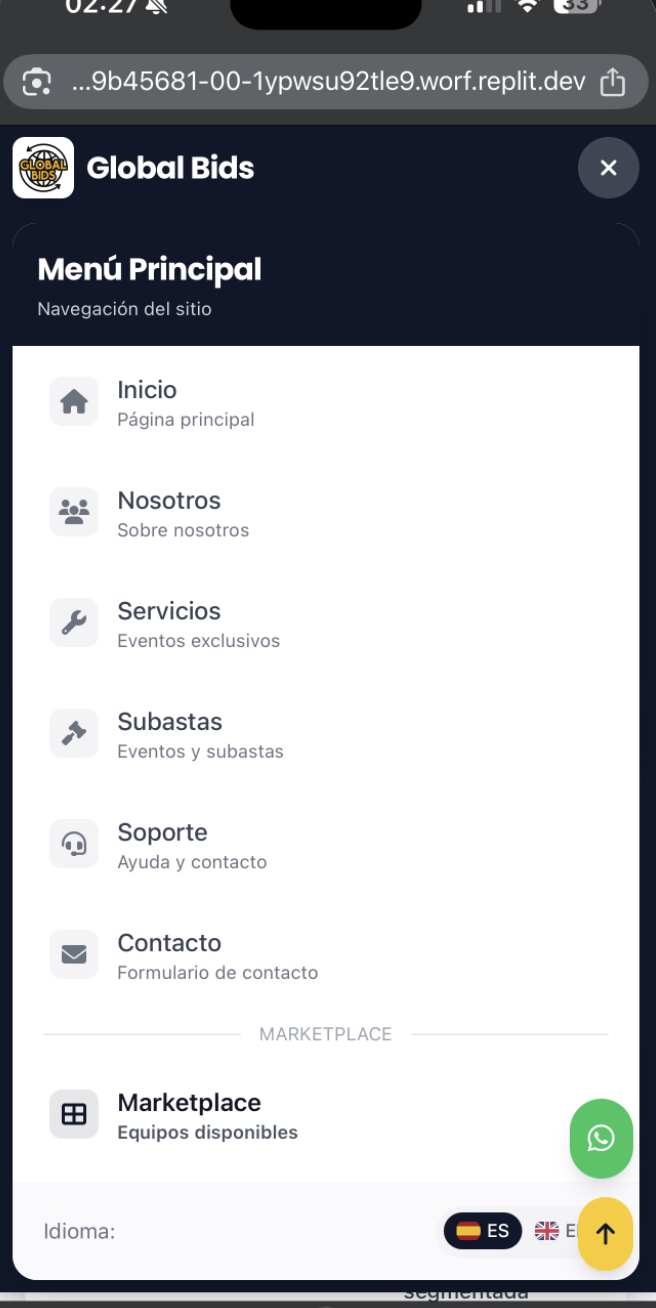 02:27
33
...9b45681-00-1ypwsu92tle9.worf.replit.dev
GLOBAL
BIDS
Global Bids
Menú Principal
Navegación del sitio
Inicio
Página principal
Nosotros
Sobre nosotros
Servicios
Eventos exclusivos
Subastas
Eventos y subastas
Soporte
Ayuda y contacto
Contacto
Formulario de contacto
MARKETPLACE
Marketplace
Equipos disponibles
Idioma:
ES
segmentada